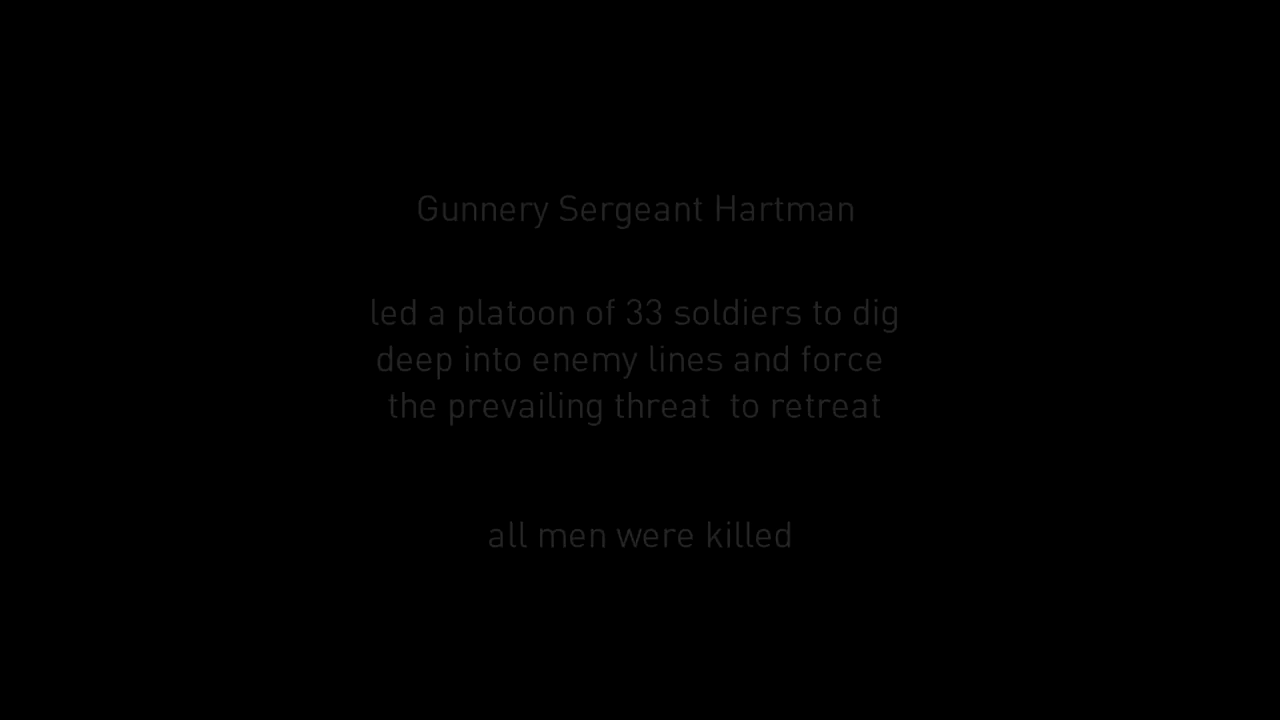 Gunnery Sergeant Hartman
led a platoon of 33 soldiers to dig
deep into enemy lines and force
the prevailing threat  to retreat
all men were killed